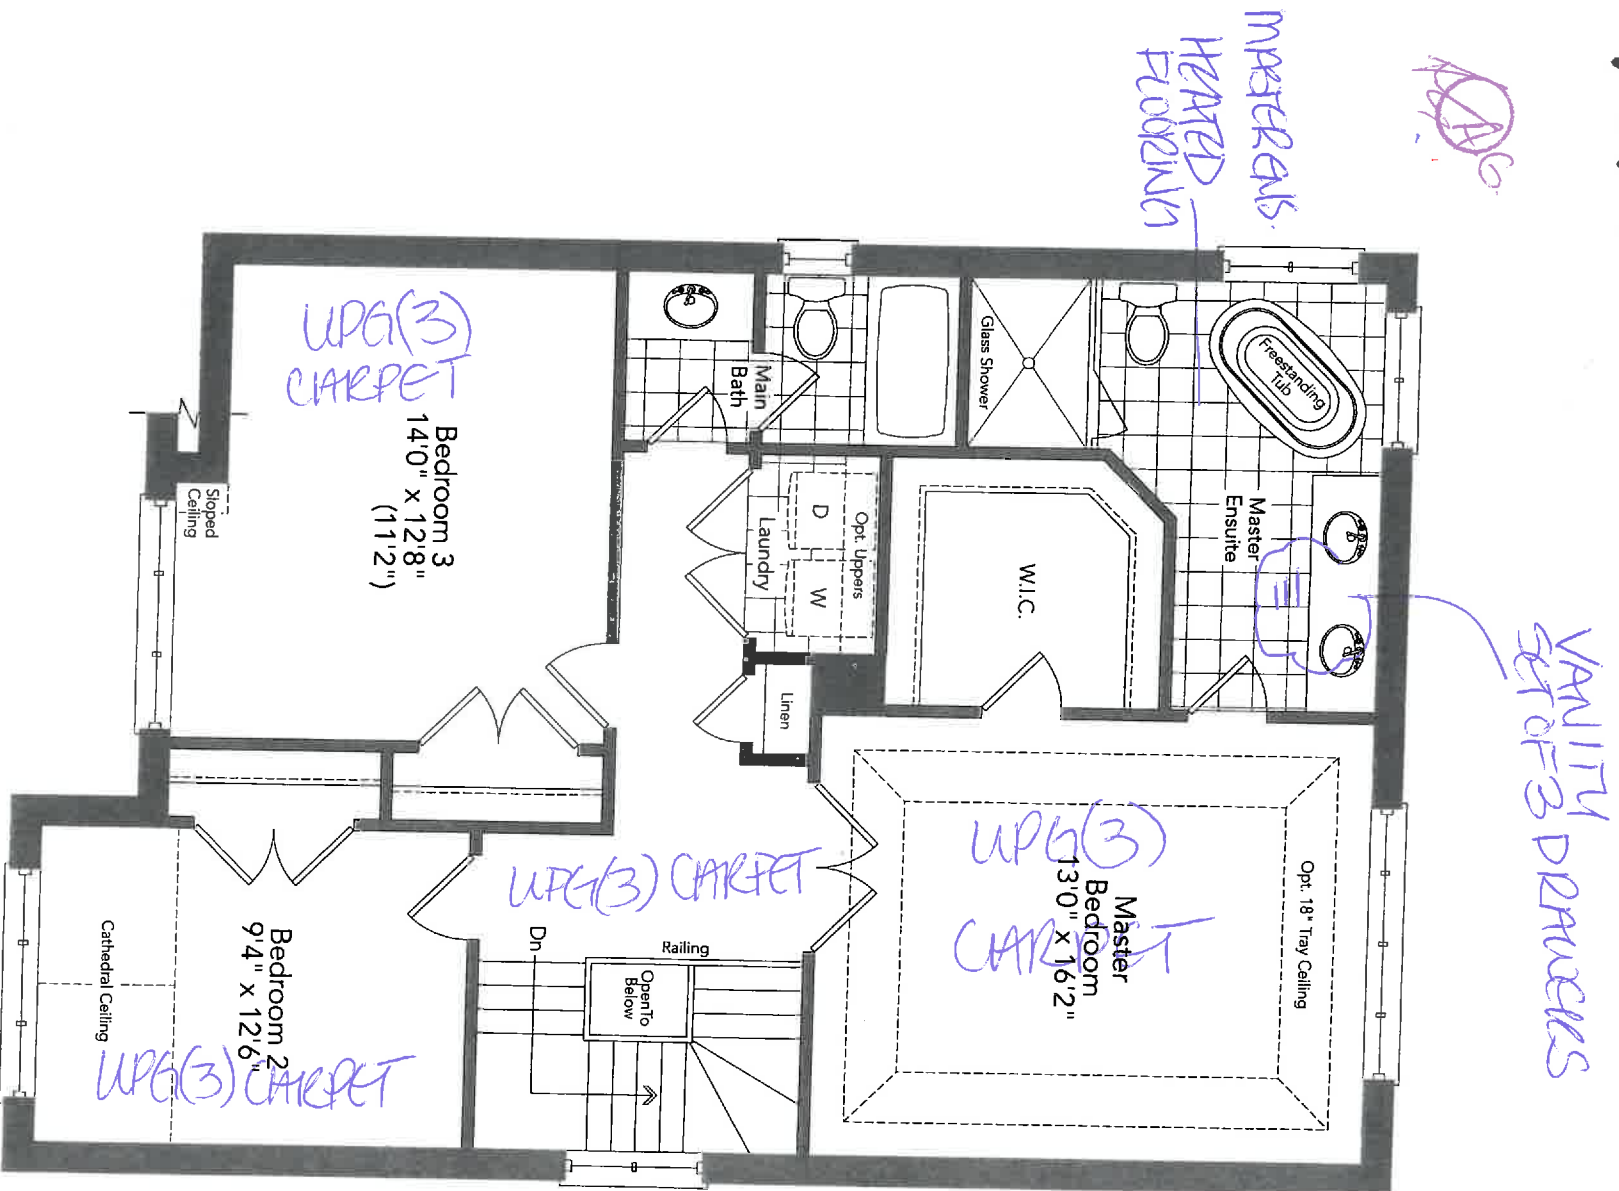 MASTER ENS.
HEATED
FLOORING
VANITY
SET OF 3 DRAWERS
Freestanding
Tub
Glass Shower
Master
Ensuite
Main
Bath
UPG(3)
CARPET
Bedroom 3
14'0" x 12'8"
(11'2")
Sloped
Ceiling
Opt. Uppers
D
W
Laundry
W.I.C.
Linen
UPG(3)
CARPET
Master
Bedroom
13'0" x 16'2"
Opt. 18" Tray Ceiling
UPG(3) CARPET
Railing
Dn
Open To
Below
Bedroom 2
9'4" x 12'6"
Cathedral Ceiling
UPG(3) CARPET